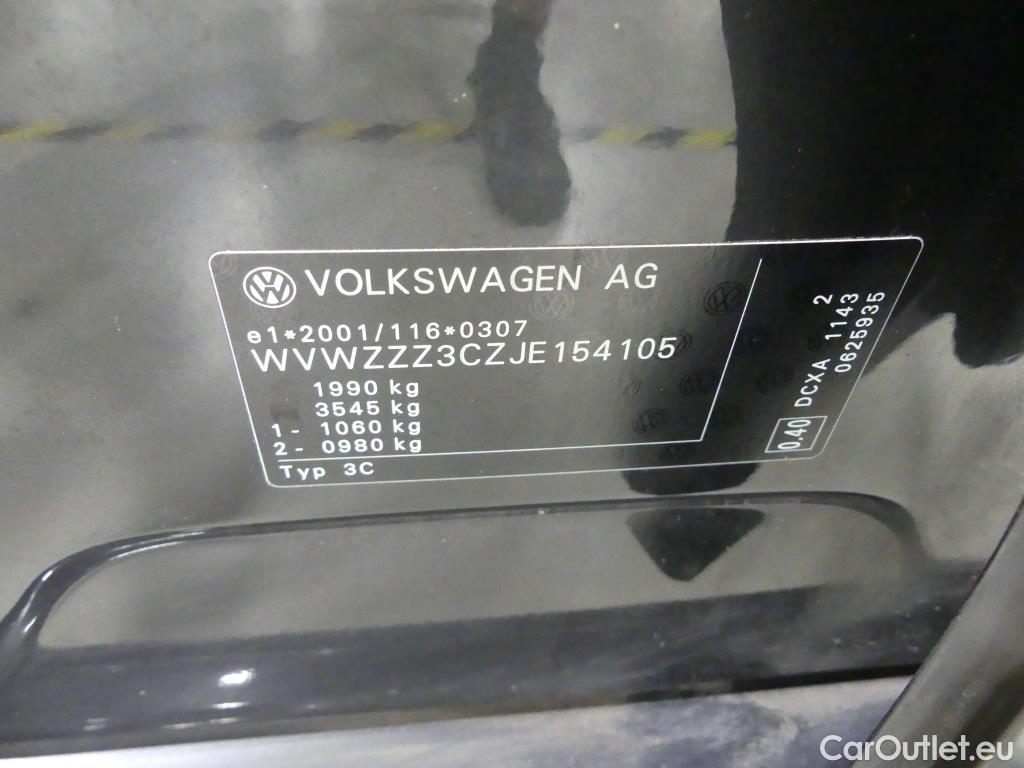 VOLKSWAGEN AG
e1*2001/116*0307
WVWZZZ3CZJE154105
1990 kg
3545 kg
1 - 1060 kg
2 - 0980 kg
Typ 3C
2
0.40 DCXA 1143
0625935
CarOutlet.eu